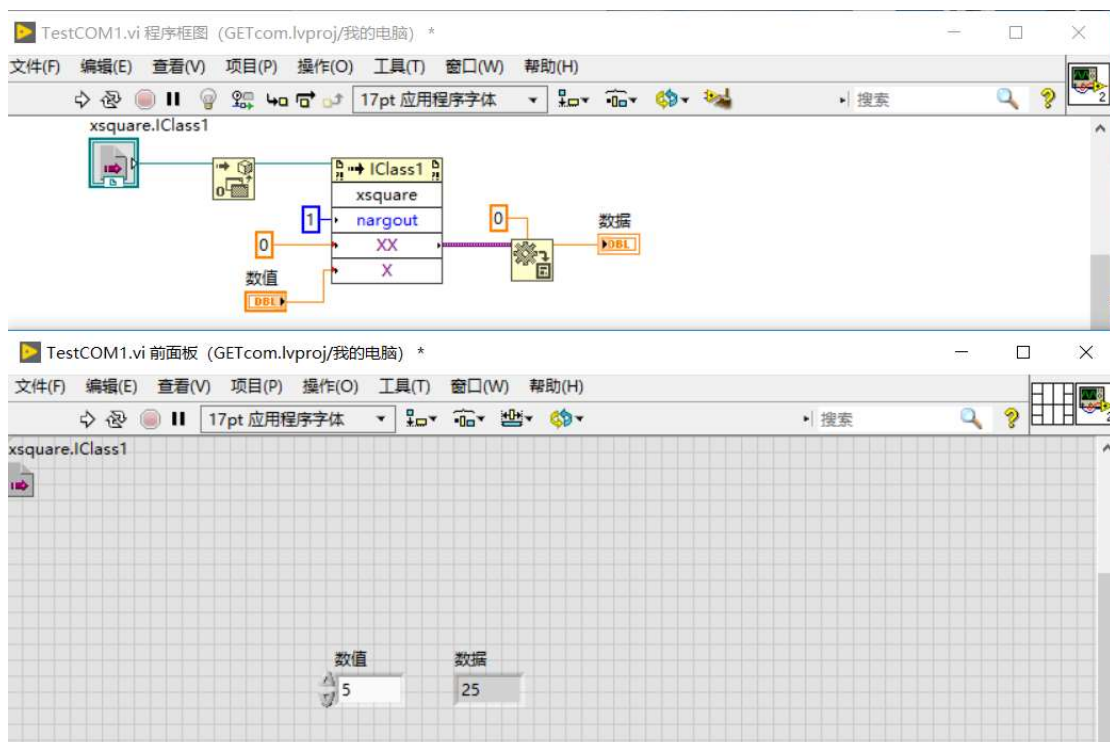 TestCOM1.vi 程序框图 (GETcom.lvproj/我的电脑) *
文件(F) 编辑(E) 查看(V) 项目(P) 操作(O) 工具(T) 窗口(W) 帮助(H)
17pt 应用程序字体 搜索
2
xsquare.IClass1
IClass1
xsquare
1 nargout 0 数据
0 XX DBL
数值 X
DBL
TestCOM1.vi 前面板 (GETcom.lvproj/我的电脑) *
文件(F) 编辑(E) 查看(V) 项目(P) 操作(O) 工具(T) 窗口(W) 帮助(H)
17pt 应用程序字体 搜索
2
xsquare.IClass1
数值 数据
5 25